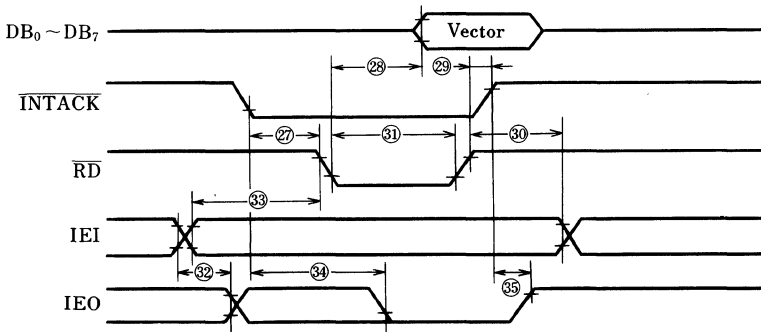 DB₀~DB₇ Vector
㉘ ㉙
INTACK
㉗ ㉛ ㉚
RD
㉝
IEI
㉜ ㉞
㉟
IEO